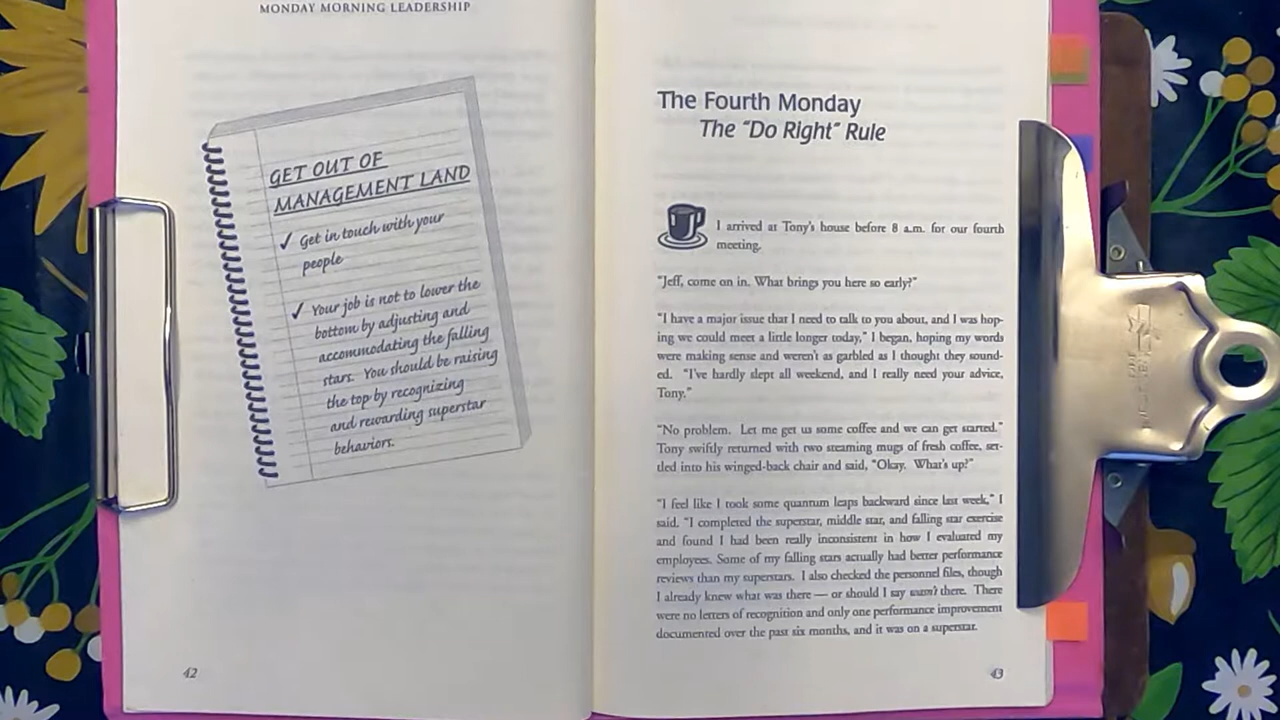 MONDAY MORNING LEADERSHIP
GET OUT OF
MANAGEMENT LAND
✓ Get in touch with your
people
✓ Your job is not to lower the
bottom by adjusting and
accommodating the falling
stars. You should be raising
the top by recognizing
and rewarding superstar
behaviors.
42
The Fourth Monday
The “Do Right” Rule
I arrived at Tony’s house before 8 a.m. for our fourth
meeting.
“Jeff, come on in. What brings you here so early?”
“I have a major issue that I need to talk to you about, and I was hop-
ing we could meet a little longer today,” I began, hoping my words
were making sense and weren’t as garbled as I thought they sound-
ed. “I’ve hardly slept all weekend, and I really need your advice,
Tony.”
“No problem. Let me get us some coffee and we can get started.”
Tony swiftly returned with two steaming mugs of fresh coffee, set-
tled into his winged-back chair and said, “Okay. What’s up?”
“I feel like I took some quantum leaps backward since last week,” I
said. “I completed the superstar, middle star, and falling star exercise
and found I had been really inconsistent in how I evaluated my
employees. Some of my falling stars actually had better performance
reviews than my superstars. I also checked the personnel files, though
I already knew what was there — or should I say wasn’t there. There
were no letters of recognition and only one performance improvement
documented over the past six months, and it was on a superstar.
43